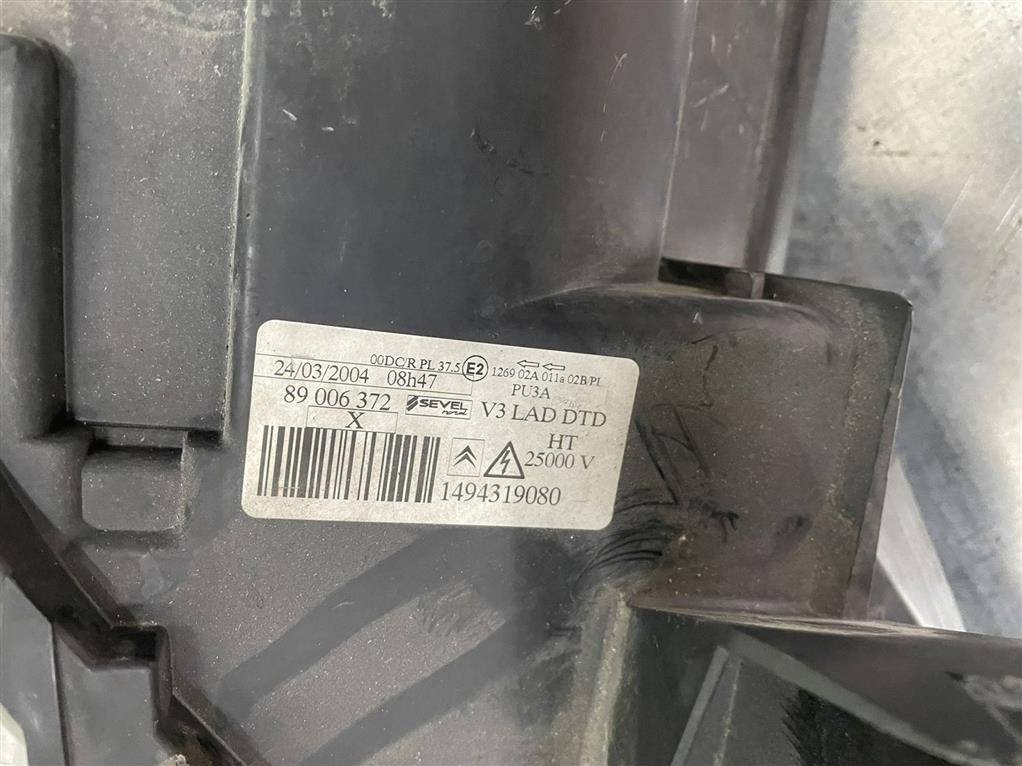 00DC/R PL 37.5 E2 1269 02A 011a 02B/PL
24/03/2004 08h47 PU3A
89 006 372 SEVEL nord V3 LAD DTD
X HT
25000 V
1494319080